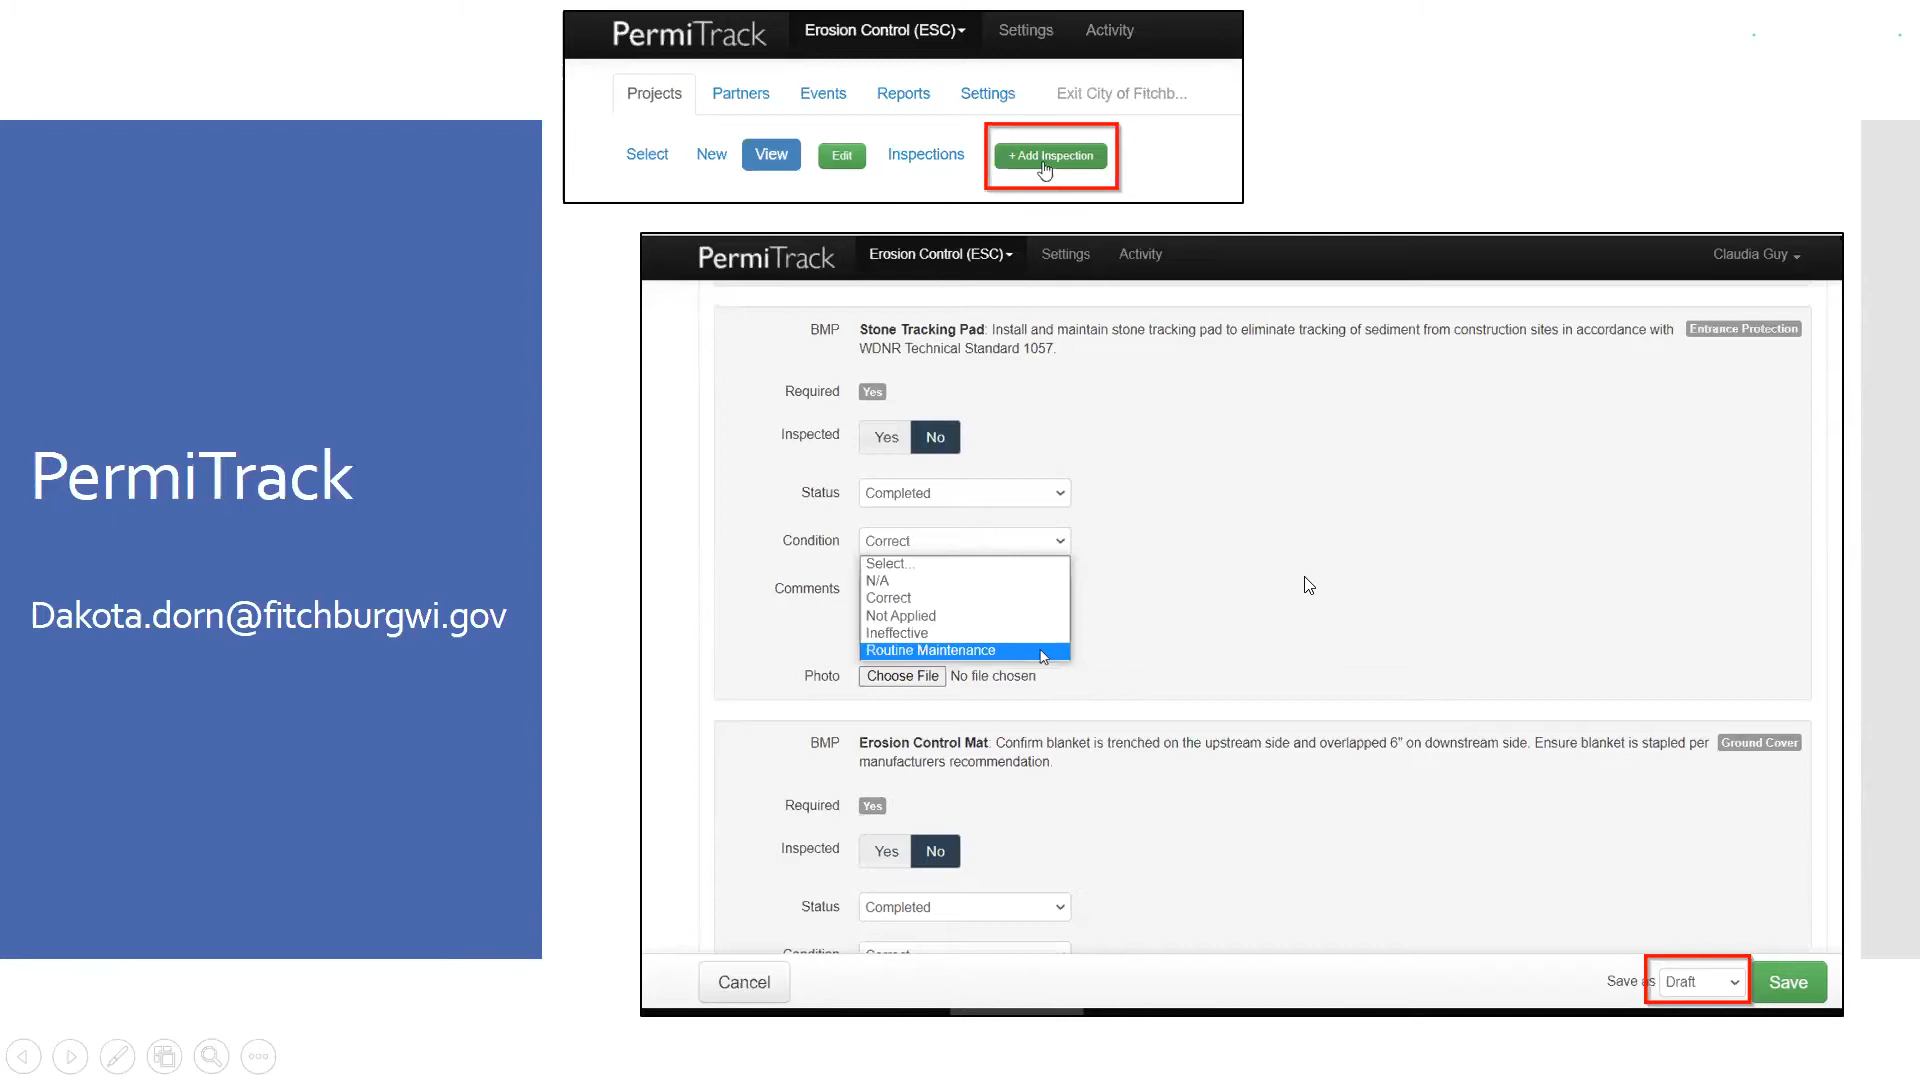 PermiTrack
Dakota.dorn@fitchburgwi.gov
PermiTrack Erosion Control (ESC) Settings Activity
Projects Partners Events Reports Settings Exit City of Fitchb...
Select New View Edit Inspections + Add Inspection
PermiTrack Erosion Control (ESC) Settings Activity Claudia Guy
BMP Stone Tracking Pad: Install and maintain stone tracking pad to eliminate tracking of sediment from construction sites in accordance with Entrance Protection
WDNR Technical Standard 1057.
Required Yes
Inspected Yes No
Status Completed
Condition Correct
Select...
N/A
Comments
Correct
Not Applied
Ineffective
Routine Maintenance
Photo Choose File No file chosen
BMP Erosion Control Mat: Confirm blanket is trenched on the upstream side and overlapped 6" on downstream side. Ensure blanket is stapled per Ground Cover
manufacturers recommendation.
Required Yes
Inspected Yes No
Status Completed
Condition Correct
Cancel Save as Draft Save